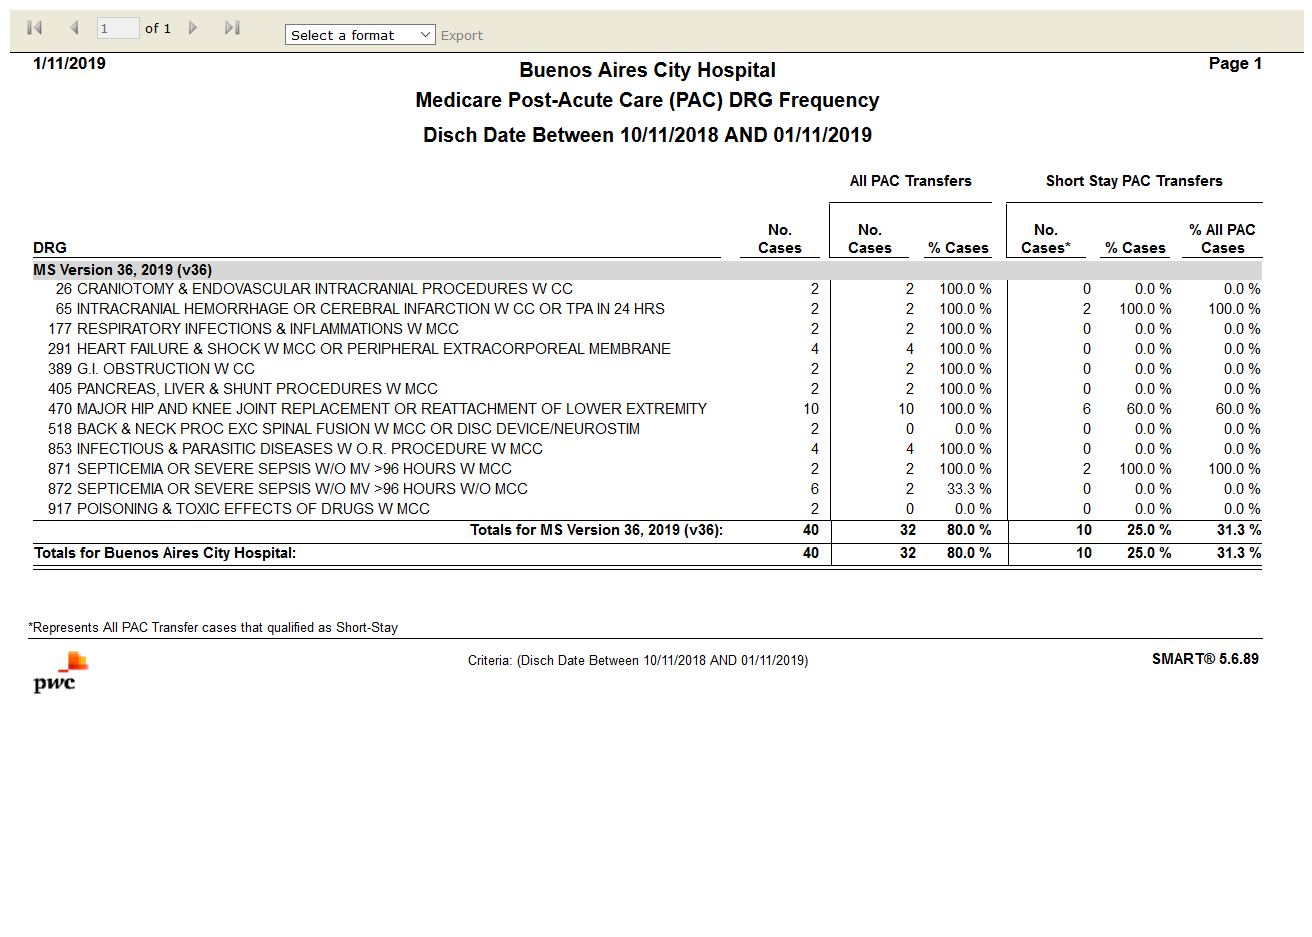 1 of 1 Select a format Export
1/11/2019 Buenos Aires City Hospital Page 1
Medicare Post-Acute Care (PAC) DRG Frequency
Disch Date Between 10/11/2018 AND 01/11/2019
All PAC Transfers Short Stay PAC Transfers
No. No. No. % All PAC
DRG Cases Cases % Cases Cases* % Cases Cases
MS Version 36, 2019 (v36)
26 CRANIOTOMY & ENDOVASCULAR INTRACRANIAL PROCEDURES W CC 2 2 100.0 % 0 0.0 % 0.0 %
65 INTRACRANIAL HEMORRHAGE OR CEREBRAL INFARCTION W CC OR TPA IN 24 HRS 2 2 100.0 % 2 100.0 % 100.0 %
177 RESPIRATORY INFECTIONS & INFLAMMATIONS W MCC 2 2 100.0 % 0 0.0 % 0.0 %
291 HEART FAILURE & SHOCK W MCC OR PERIPHERAL EXTRACORPOREAL MEMBRANE 4 4 100.0 % 0 0.0 % 0.0 %
389 G.I. OBSTRUCTION W CC 2 2 100.0 % 0 0.0 % 0.0 %
405 PANCREAS, LIVER & SHUNT PROCEDURES W MCC 2 2 100.0 % 0 0.0 % 0.0 %
470 MAJOR HIP AND KNEE JOINT REPLACEMENT OR REATTACHMENT OF LOWER EXTREMITY 10 10 100.0 % 6 60.0 % 60.0 %
518 BACK & NECK PROC EXC SPINAL FUSION W MCC OR DISC DEVICE/NEUROSTIM 2 0 0.0 % 0 0.0 % 0.0 %
853 INFECTIOUS & PARASITIC DISEASES W O.R. PROCEDURE W MCC 4 4 100.0 % 0 0.0 % 0.0 %
871 SEPTICEMIA OR SEVERE SEPSIS W/O MV >96 HOURS W MCC 2 2 100.0 % 2 100.0 % 100.0 %
872 SEPTICEMIA OR SEVERE SEPSIS W/O MV >96 HOURS W/O MCC 6 2 33.3 % 0 0.0 % 0.0 %
917 POISONING & TOXIC EFFECTS OF DRUGS W MCC 2 0 0.0 % 0 0.0 % 0.0 %
Totals for MS Version 36, 2019 (v36): 40 32 80.0 % 10 25.0 % 31.3 %
Totals for Buenos Aires City Hospital: 40 32 80.0 % 10 25.0 % 31.3 %
*Represents All PAC Transfer cases that qualified as Short-Stay
Criteria: (Disch Date Between 10/11/2018 AND 01/11/2019) SMART® 5.6.89
pwc